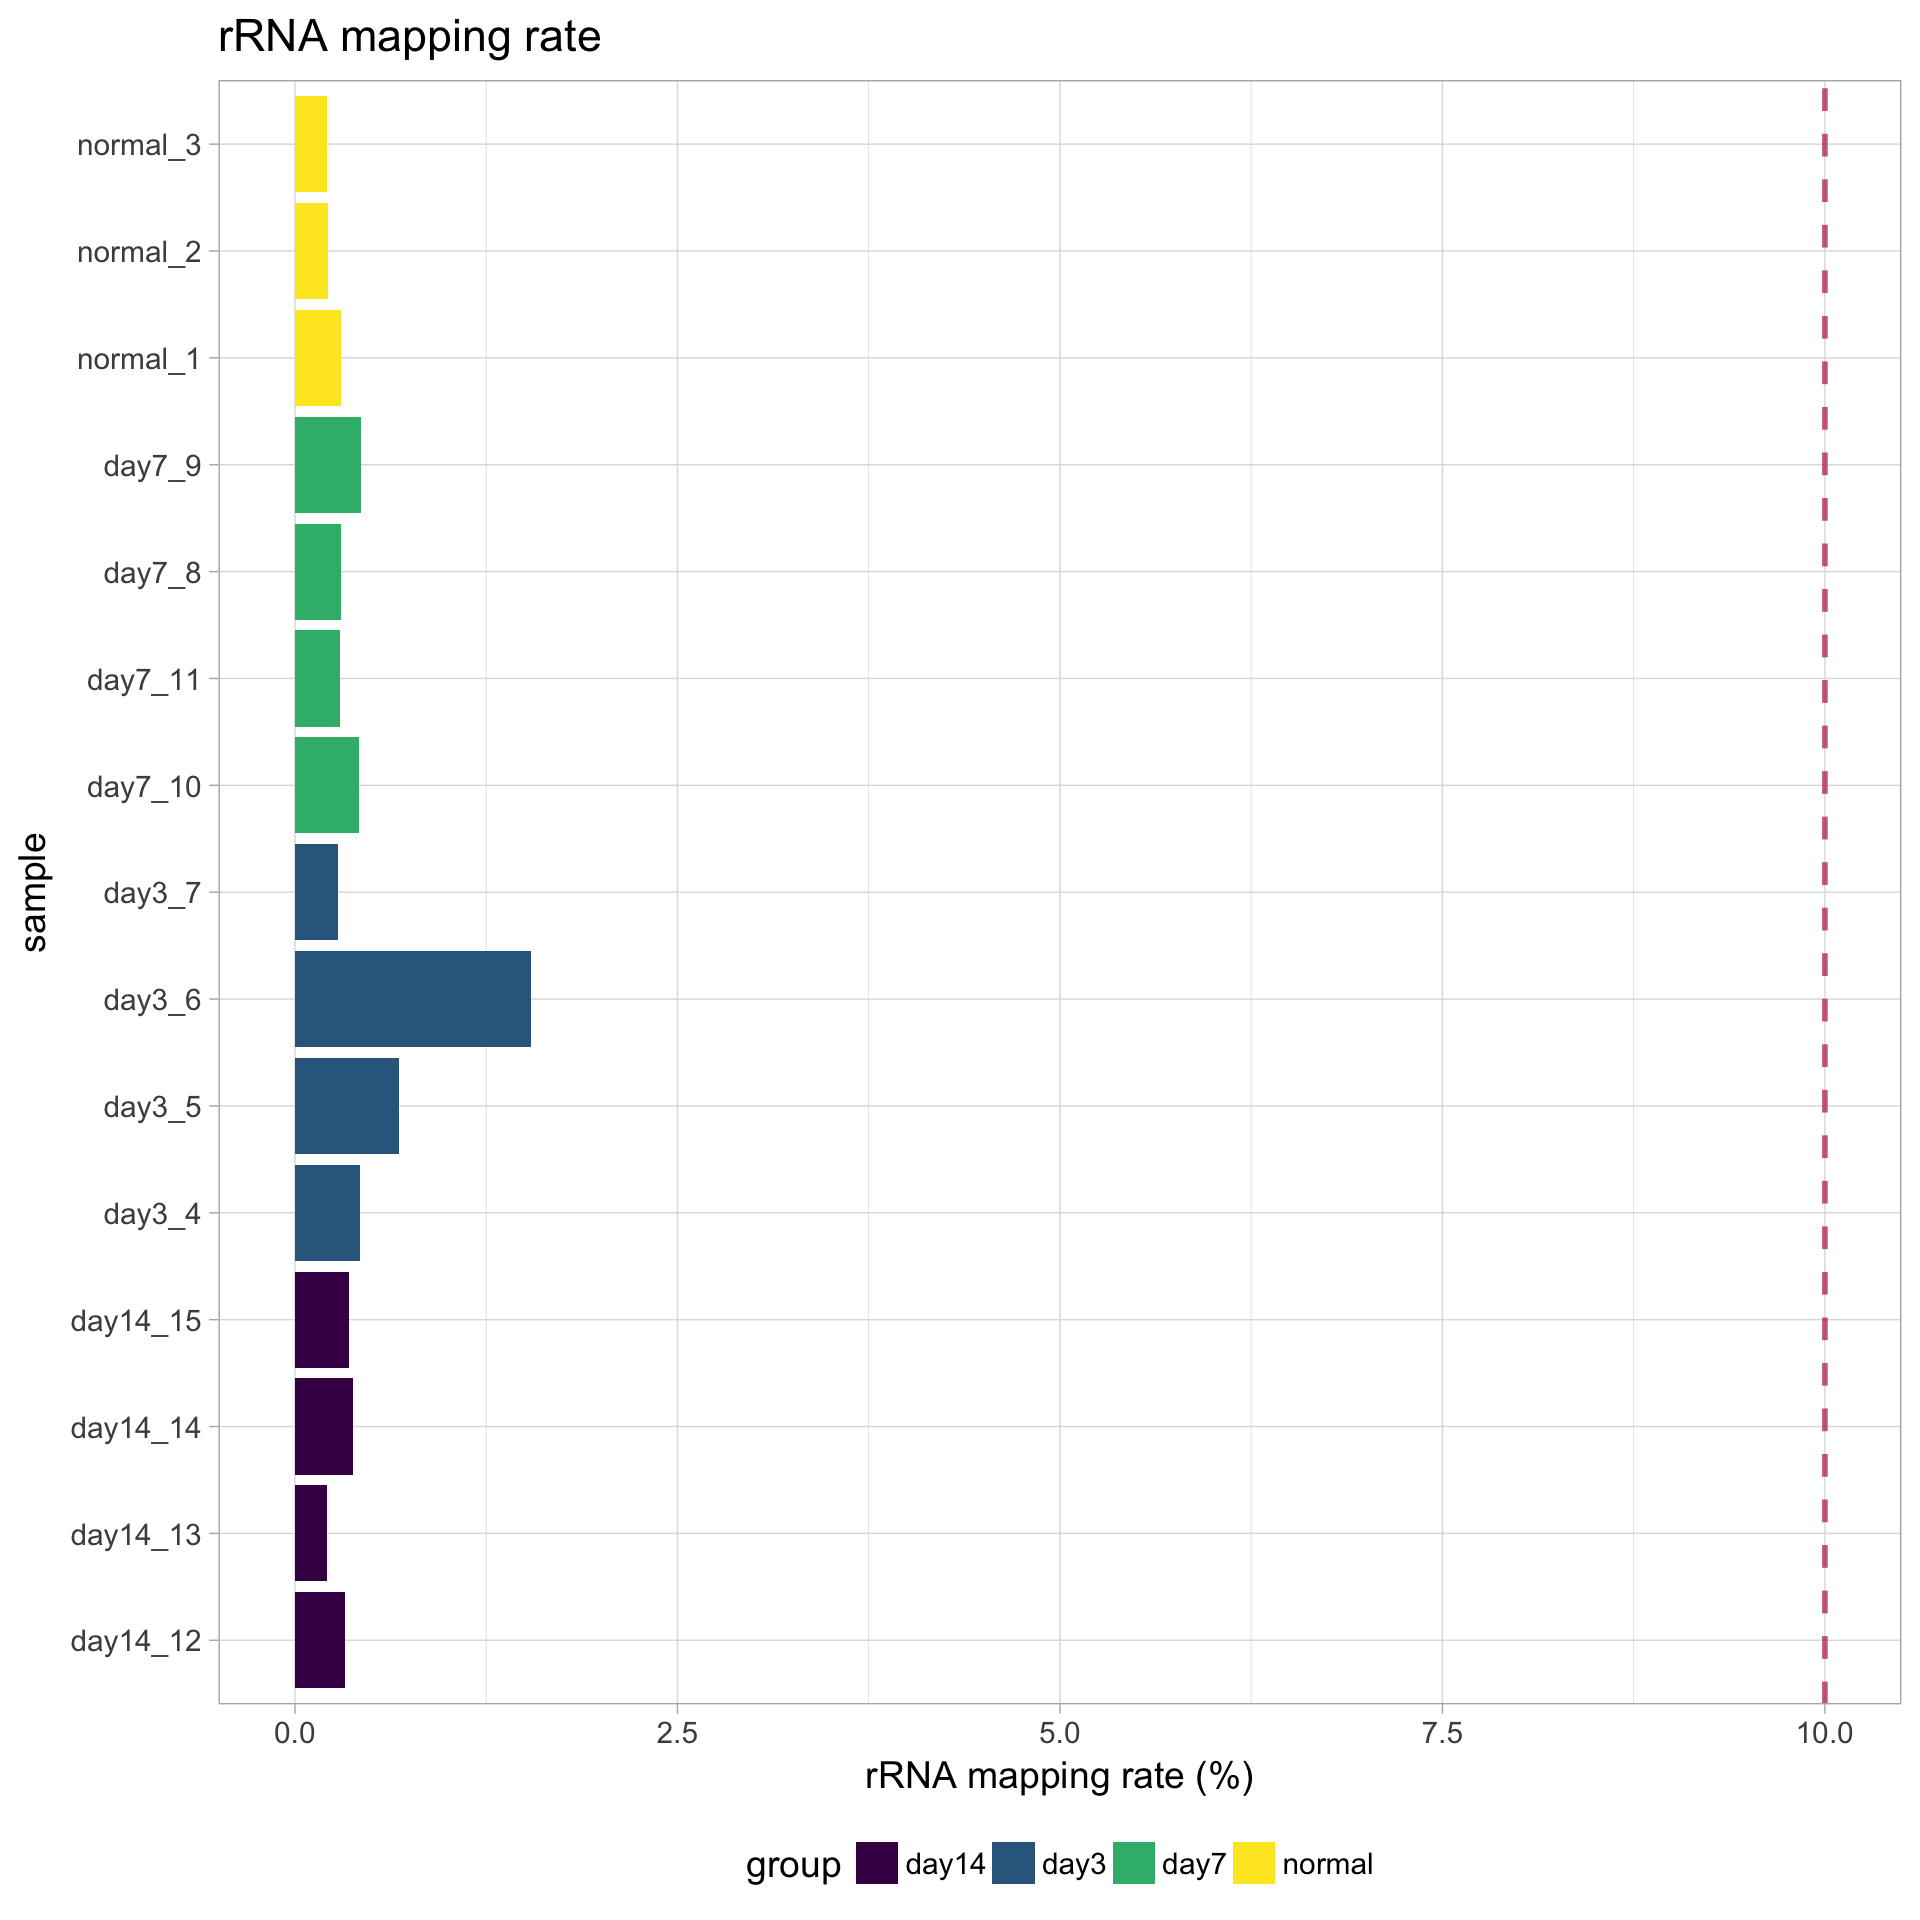 rRNA mapping rate
normal_3
normal_2
normal_1
day7_9
day7_8
day7_11
day7_10
day3_7
day3_6
day3_5
day3_4
day14_15
day14_14
day14_13
day14_12
sample
0.0 2.5 5.0 7.5 10.0
rRNA mapping rate (%)
group day14 day3 day7 normal